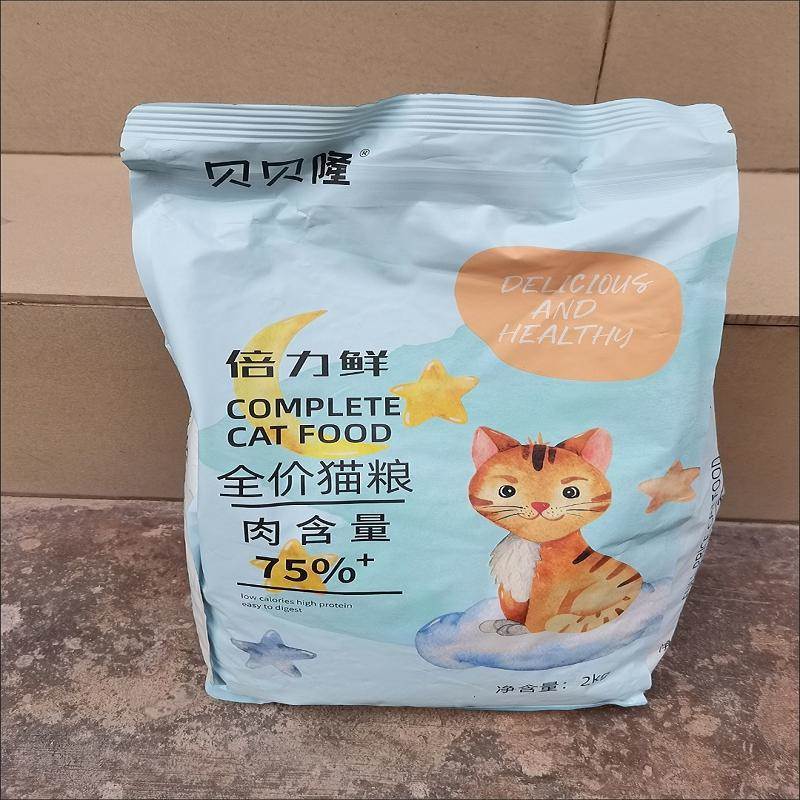 贝贝隆®
DELICIOUS
AND
HEALTHY
倍力鲜
COMPLETE
CAT FOOD
全价猫粮
肉含量
75%+
low calories high protein
easy to digest
净含量: 2kg